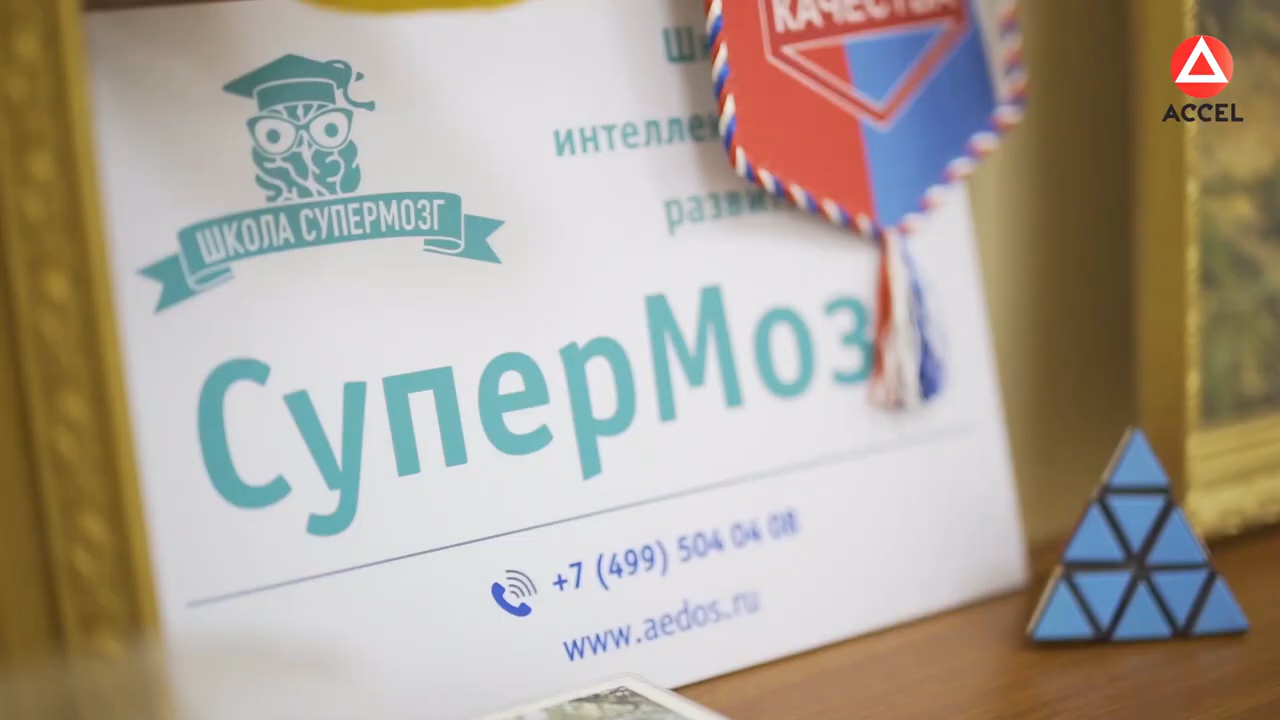 КАЧЕСТВА
ACCEL
интеллек
разви
ШКОЛА СУПЕРМОЗГ
СуперМоз
+7 (499) 504 04 08
www.aedos.ru